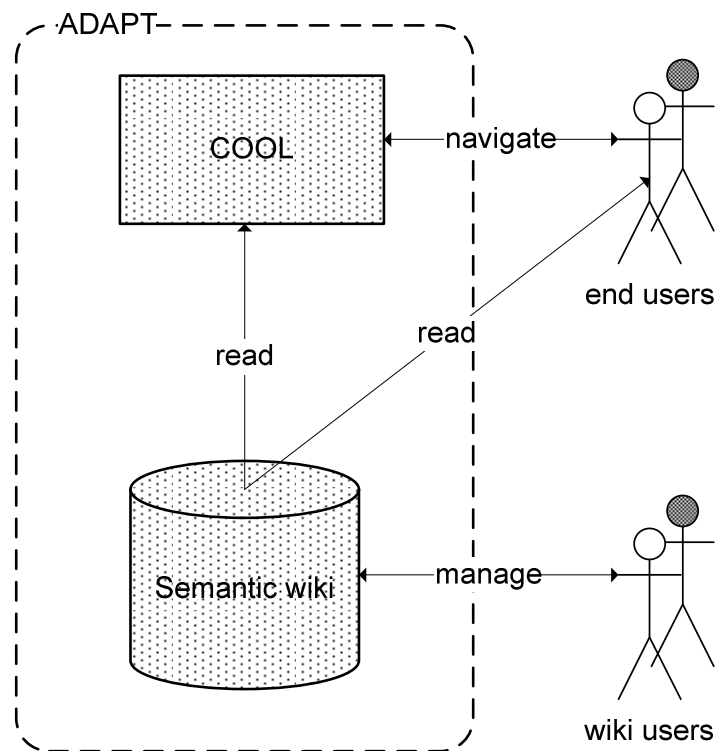 ADAPT
COOL
navigate
end users
read
read
Semantic wiki
manage
wiki users